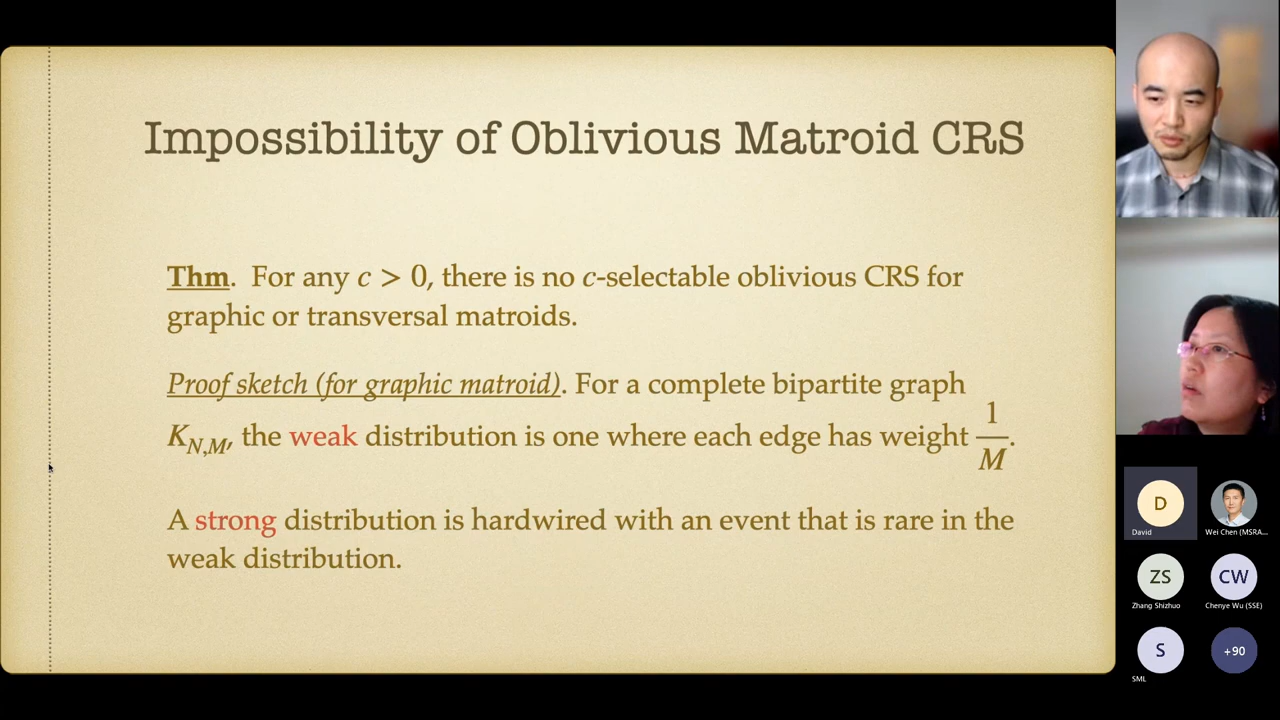 Impossibility of Oblivious Matroid CRS
Thm. For any c > 0, there is no c-selectable oblivious CRS for
graphic or transversal matroids.
Proof sketch (for graphic matroid). For a complete bipartite graph
K_{N,M}, the weak distribution is one where each edge has weight 1/M.
A strong distribution is hardwired with an event that is rare in the
weak distribution.
D
David
Wei Chen (MSRA...
ZS
Zhang Shizhuo
CW
Chenye Wu (SSE)
S
SML
+90